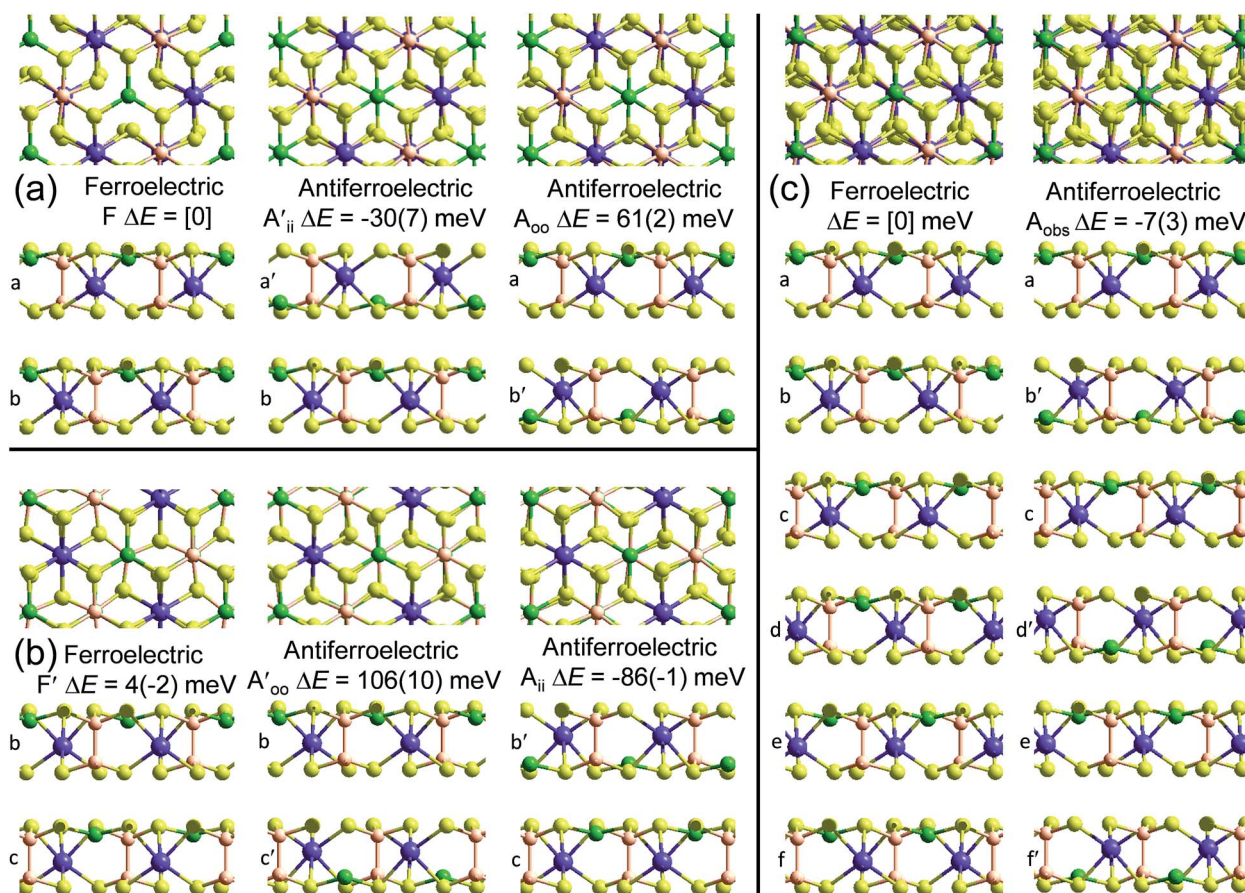 (a)
Ferroelectric
F ΔE = [0]
Antiferroelectric
A′ii ΔE = -30(7) meV
Antiferroelectric
Aoo ΔE = 61(2) meV
a
a′
a
b
b
b′
(b)
Ferroelectric
F′ ΔE = 4(-2) meV
Antiferroelectric
A′oo ΔE = 106(10) meV
Antiferroelectric
Aii ΔE = -86(-1) meV
b
b
b′
c
c′
c
(c)
Ferroelectric
ΔE = [0] meV
Antiferroelectric
Aobs ΔE = -7(3) meV
a
a
b
b′
c
c
d
d′
e
e
f
f′